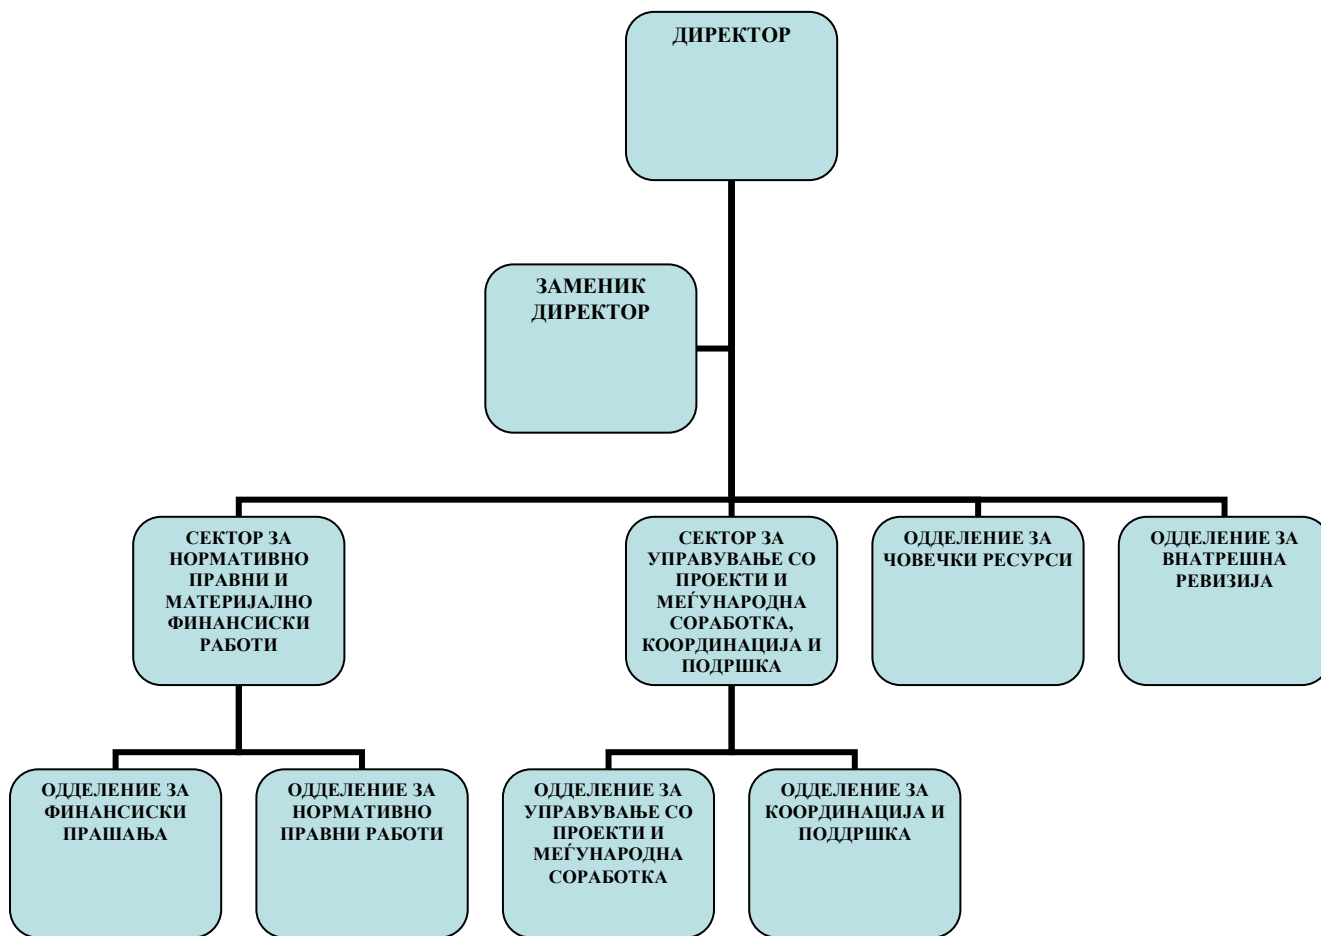 ДИРЕКТОР
ЗАМЕНИК
ДИРЕКТОР
СЕКТОР ЗА
НОРМАТИВНО
ПРАВНИ И
МАТЕРИЈАЛНО
ФИНАНСИСКИ
РАБОТИ
СЕКТОР ЗА
УПРАВУВАЊЕ СО
ПРОЕКТИ И
МЕЃУНАРОДНА
СОРАБОТКА,
КООРДИНАЦИЈА И
ПОДРШКА
ОДДЕЛЕНИЕ ЗА
ЧОВЕЧКИ РЕСУРСИ
ОДДЕЛЕНИЕ ЗА
ВНАТРЕШНА
РЕВИЗИЈА
ОДДЕЛЕНИЕ ЗА
ФИНАНСИСКИ
ПРАШАЊА
ОДДЕЛЕНИЕ ЗА
НОРМАТИВНО
ПРАВНИ РАБОТИ
ОДДЕЛЕНИЕ ЗА
УПРАВУВАЊЕ СО
ПРОЕКТИ И
МЕЃУНАРОДНА
СОРАБОТКА
ОДДЕЛЕНИЕ ЗА
КООРДИНАЦИЈА И
ПОДДРШКА